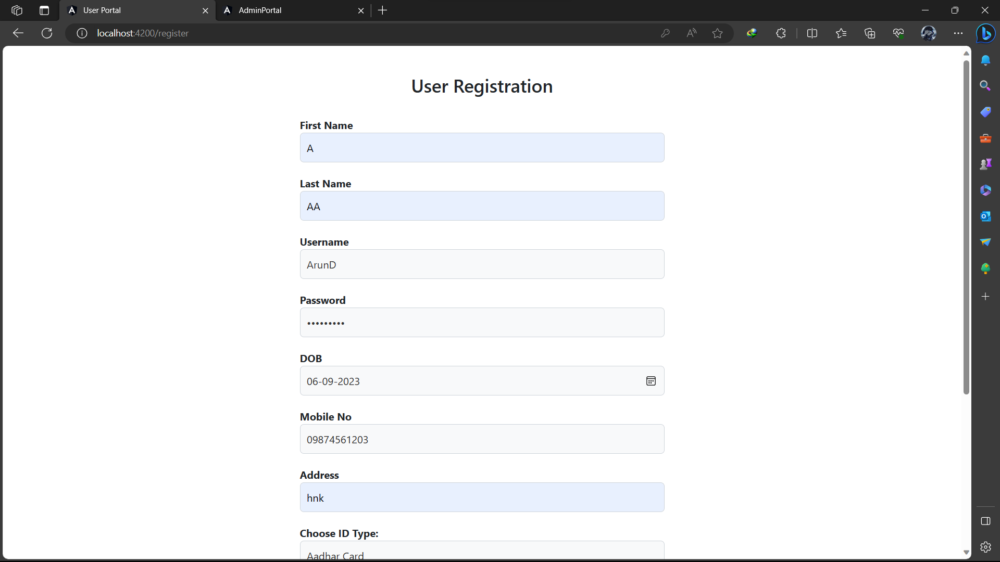 User Portal
AdminPortal
localhost:4200/register
User Registration
First Name
A
Last Name
AA
Username
ArunD
Password
•••••••••
DOB
06-09-2023
Mobile No
09874561203
Address
hnk
Choose ID Type:
Aadhar Card